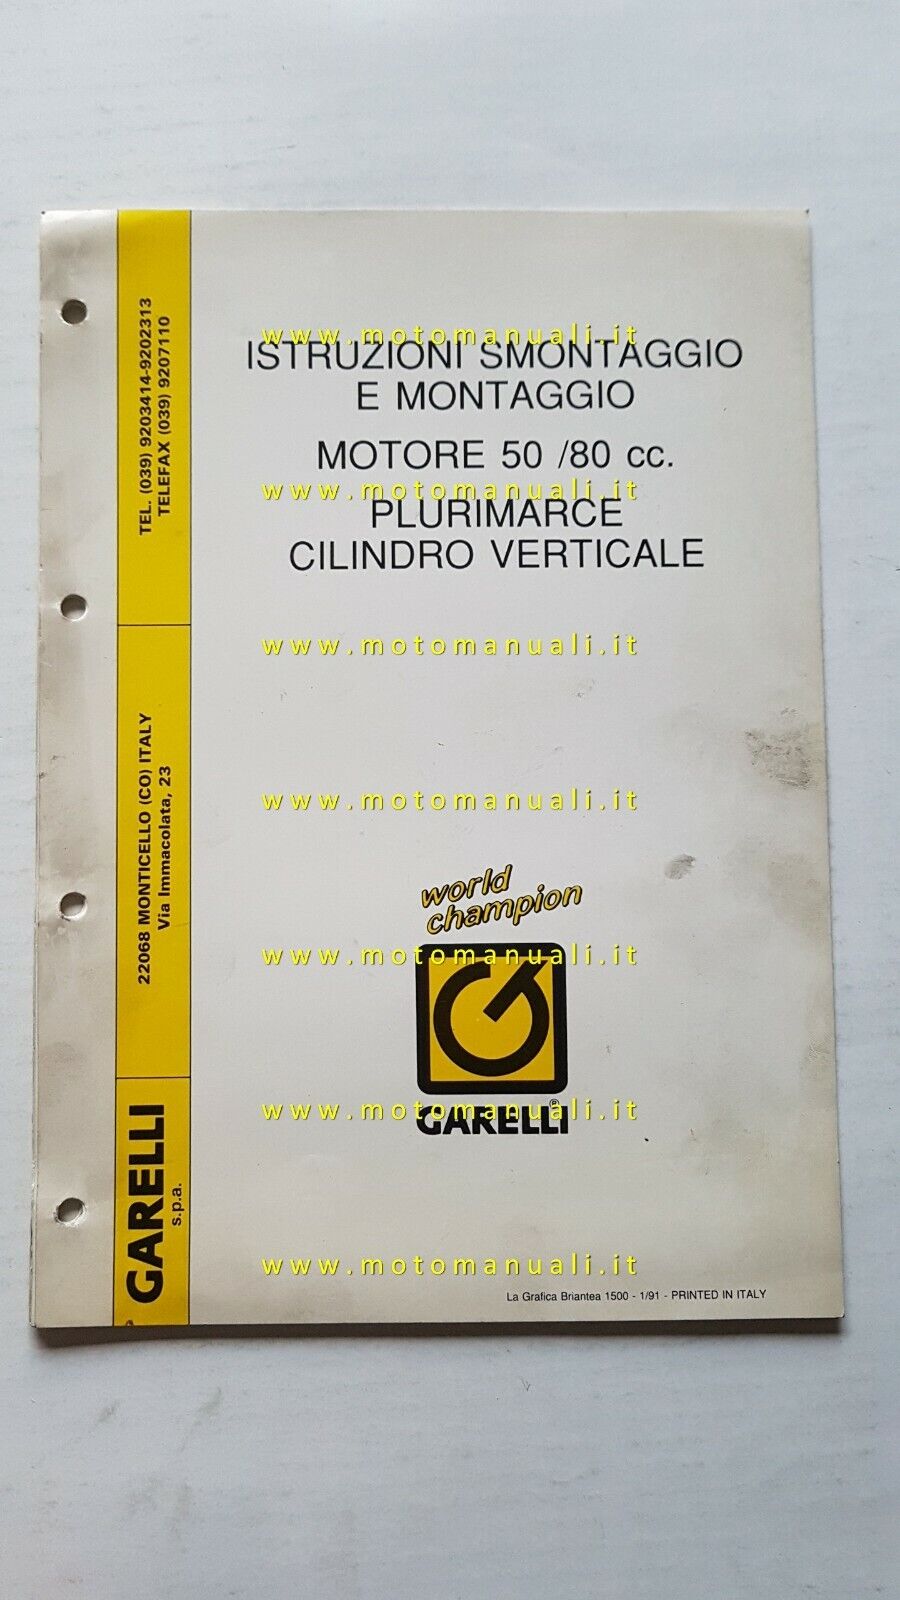 TEL. (039) 9203414-9202313
TELEFAX (039) 9207110
22068 MONTICELLO (CO) ITALY
Via Immacolata, 23
GARELLI
s.p.a.
www.motomanuali.it
ISTRUZIONI SMONTAGGIO
E MONTAGGIO
MOTORE 50 /80 cc.
www.motomanuali.it
PLURIMARCE
CILINDRO VERTICALE
www.motomanuali.it
www.motomanuali.it
world
champion
www.motomanuali.it
GARELLI®
www.motomanuali.it
www.motomanuali.it
La Grafica Briantea 1500 - 1/91 - PRINTED IN ITALY